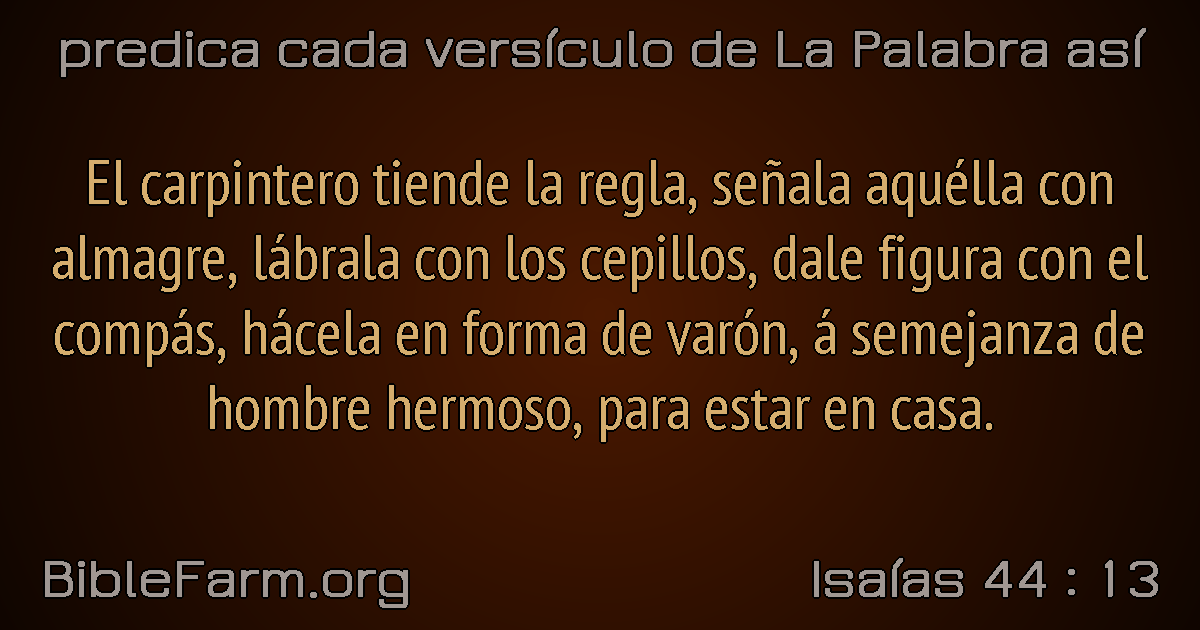 predica cada versículo de La Palabra así
El carpintero tiende la regla, señala aquélla con
almagre, lábrala con los cepillos, dale figura con el
compás, hácela en forma de varón, á semejanza de
hombre hermoso, para estar en casa.
BibleFarm.org
Isaías 44 : 13